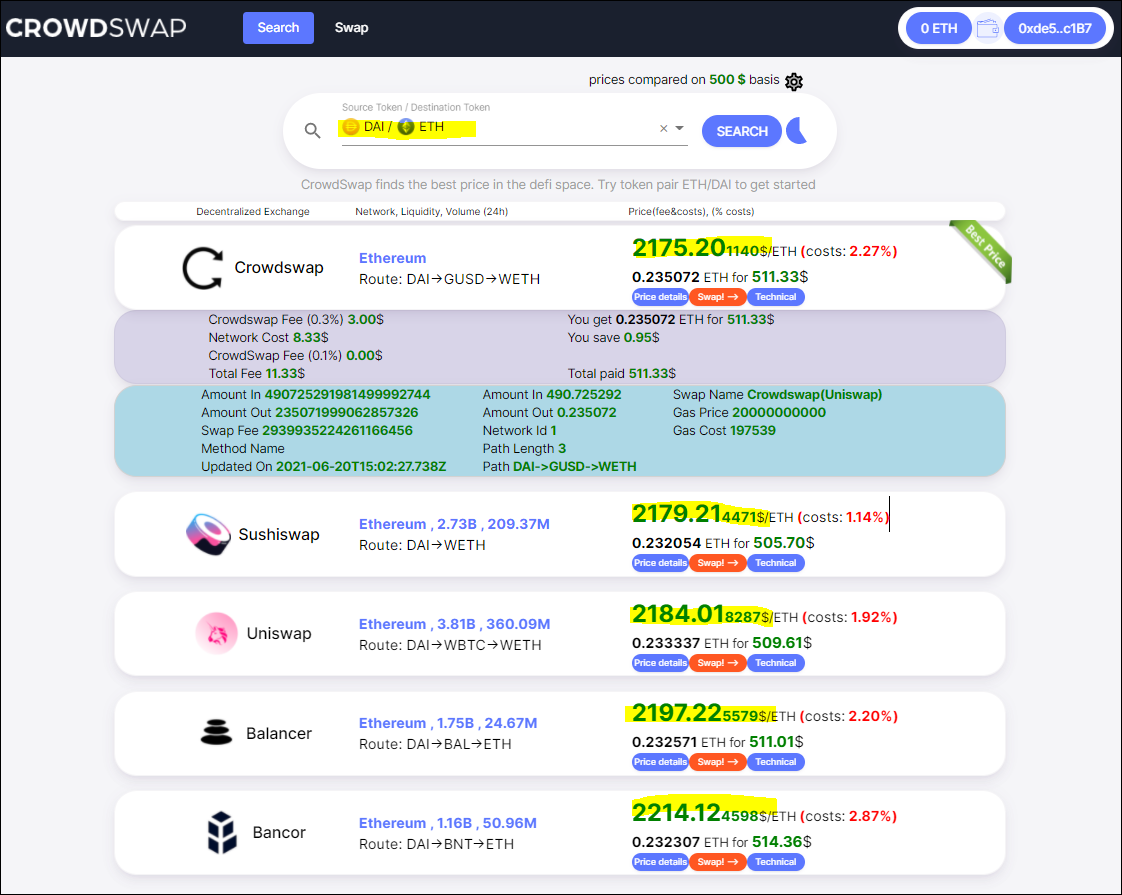 CROWDSWAP Search Swap 0 ETH 0xde5..c1B7
prices compared on 500 $ basis
Source Token / Destination Token
DAI / ETH × SEARCH
CrowdSwap finds the best price in the defi space. Try token pair ETH/DAI to get started
Decentralized Exchange Network, Liquidity, Volume (24h) Price(fee&costs), (% costs)
Best Price
Crowdswap
Ethereum
Route: DAI→GUSD→WETH
2175.201140$/ETH (costs: 2.27%)
0.235072 ETH for 511.33$
Price details Swap! → Technical
Crowdswap Fee (0.3%) 3.00$ You get 0.235072 ETH for 511.33$
Network Cost 8.33$ You save 0.95$
CrowdSwap Fee (0.1%) 0.00$
Total Fee 11.33$ Total paid 511.33$
Amount In 490725291981499992744 Amount In 490.725292 Swap Name Crowdswap(Uniswap)
Amount Out 235071999062857326 Amount Out 0.235072 Gas Price 20000000000
Swap Fee 2939935224261166456 Network Id 1 Gas Cost 197539
Method Name Path Length 3
Updated On 2021-06-20T15:02:27.738Z Path DAI->GUSD->WETH
Sushiswap
Ethereum , 2.73B , 209.37M
Route: DAI→WETH
2179.214471$/ETH (costs: 1.14%)
0.232054 ETH for 505.70$
Price details Swap! → Technical
Uniswap
Ethereum , 3.81B , 360.09M
Route: DAI→WBTC→WETH
2184.018287$/ETH (costs: 1.92%)
0.233337 ETH for 509.61$
Price details Swap! → Technical
Balancer
Ethereum , 1.75B , 24.67M
Route: DAI→BAL→ETH
2197.225579$/ETH (costs: 2.20%)
0.232571 ETH for 511.01$
Price details Swap! → Technical
Bancor
Ethereum , 1.16B , 50.96M
Route: DAI→BNT→ETH
2214.124598$/ETH (costs: 2.87%)
0.232307 ETH for 514.36$
Price details Swap! → Technical